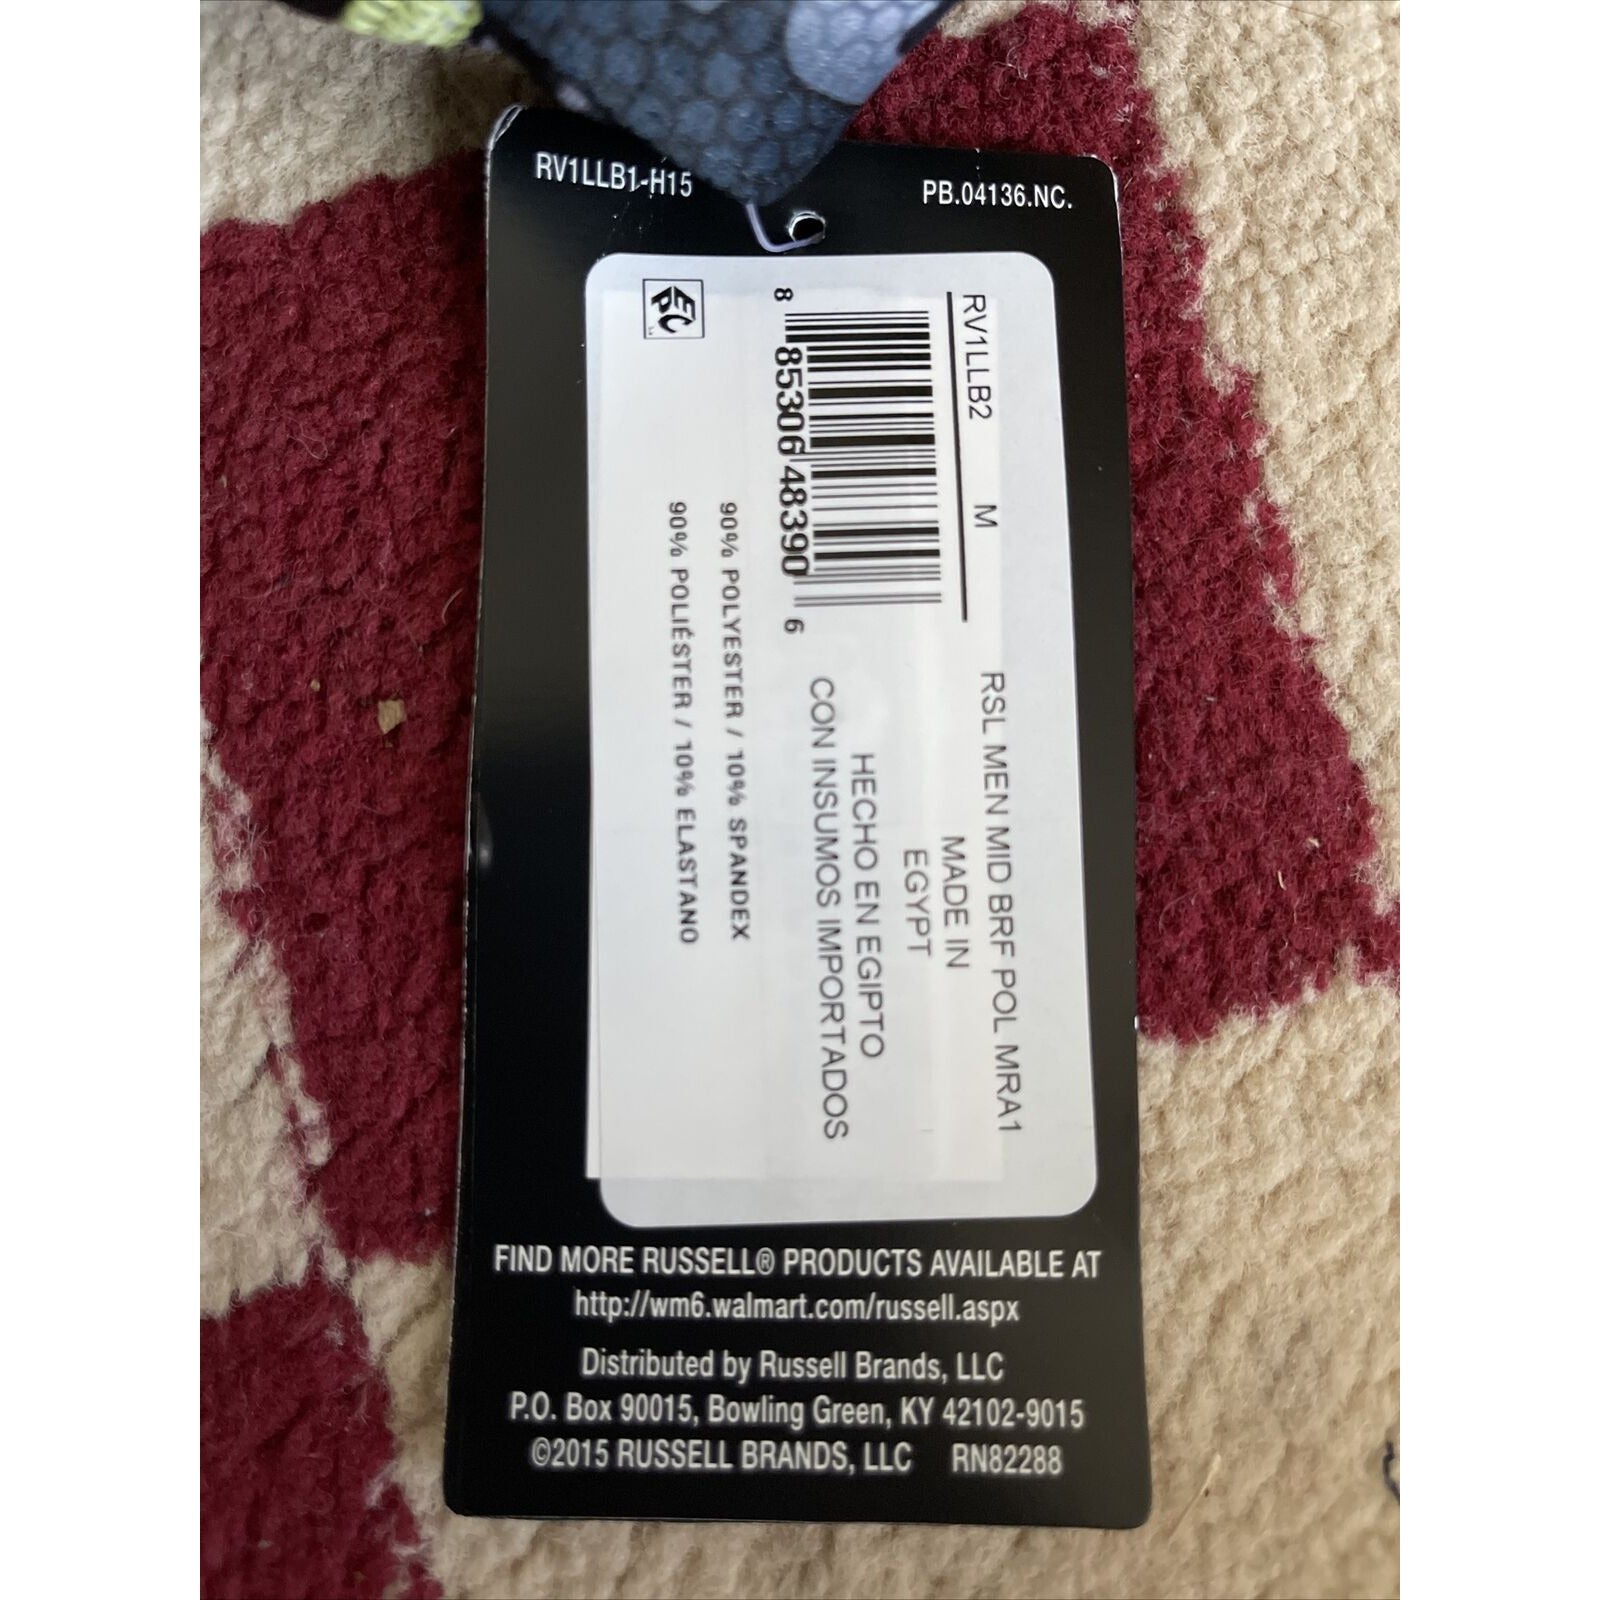 RV1LLB1-H15
PB.04136.NC.
RV1LLB2 M RSL MEN MID BRF POL MRA1
MADE IN
EGYPT
HECHO EN EGIPTO
CON INSUMOS IMPORTADOS
8 85306 48390 6
90% POLYESTER / 10% SPANDEX
90% POLIÉSTER / 10% ELASTANO
EPC
FIND MORE RUSSELL® PRODUCTS AVAILABLE AT
http://wm6.walmart.com/russell.aspx
Distributed by Russell Brands, LLC
P.O. Box 90015, Bowling Green, KY 42102-9015
©2015 RUSSELL BRANDS, LLC RN82288